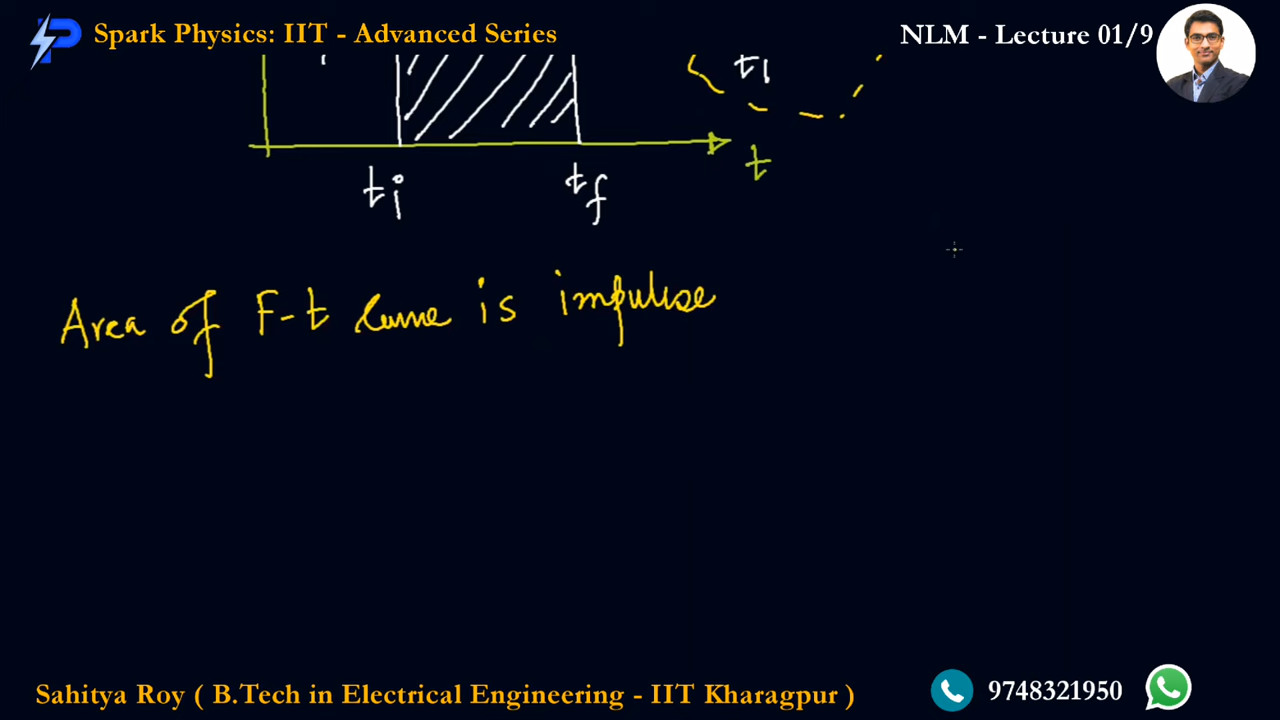 Spark Physics: IIT - Advanced Series
NLM - Lecture 01/9
t1
t
ti
tf
Area of F-t curve is impulse
Sahitya Roy ( B.Tech in Electrical Engineering - IIT Kharagpur )
9748321950